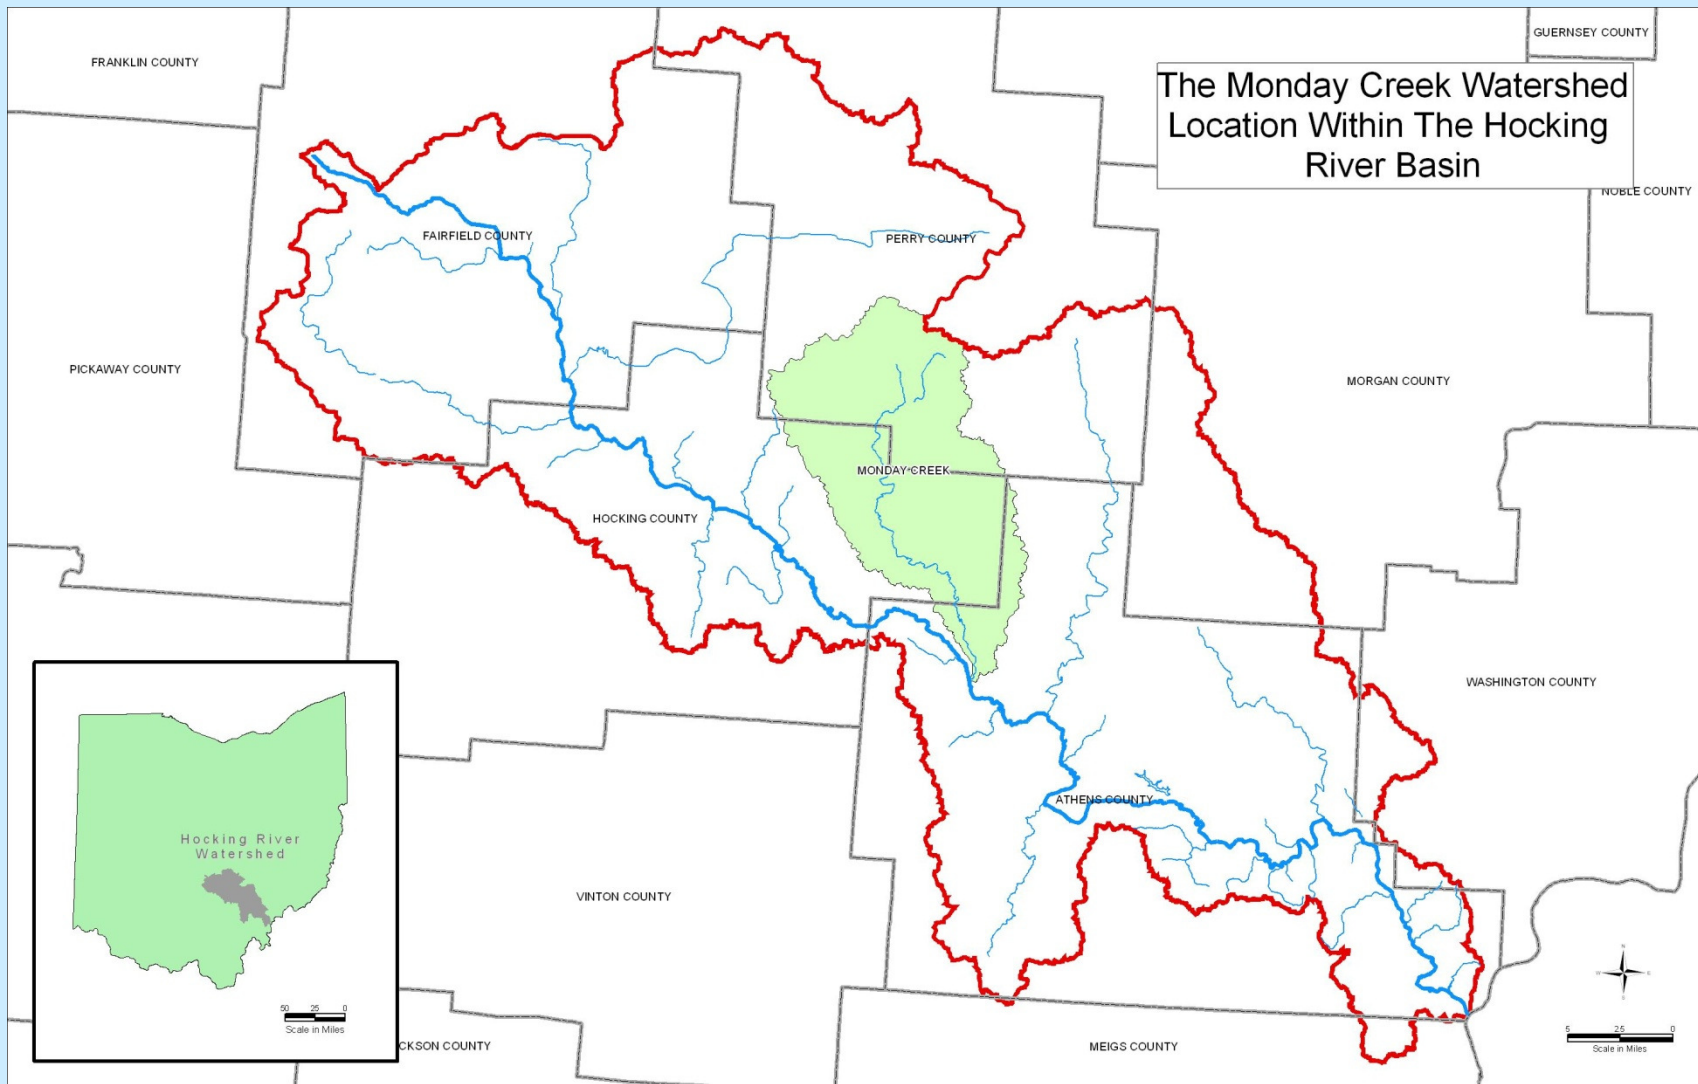 GUERNSEY COUNTY
FRANKLIN COUNTY
The Monday Creek Watershed
Location Within The Hocking
River Basin
NOBLE COUNTY
FAIRFIELD COUNTY
PERRY COUNTY
PICKAWAY COUNTY
MORGAN COUNTY
MONDAY CREEK
HOCKING COUNTY
WASHINGTON COUNTY
ATHENS COUNTY
Hocking River
Watershed
VINTON COUNTY
50 25 0
Scale in Miles
N
W E
S
5 2.5 0
Scale in Miles
CKSON COUNTY
MEIGS COUNTY